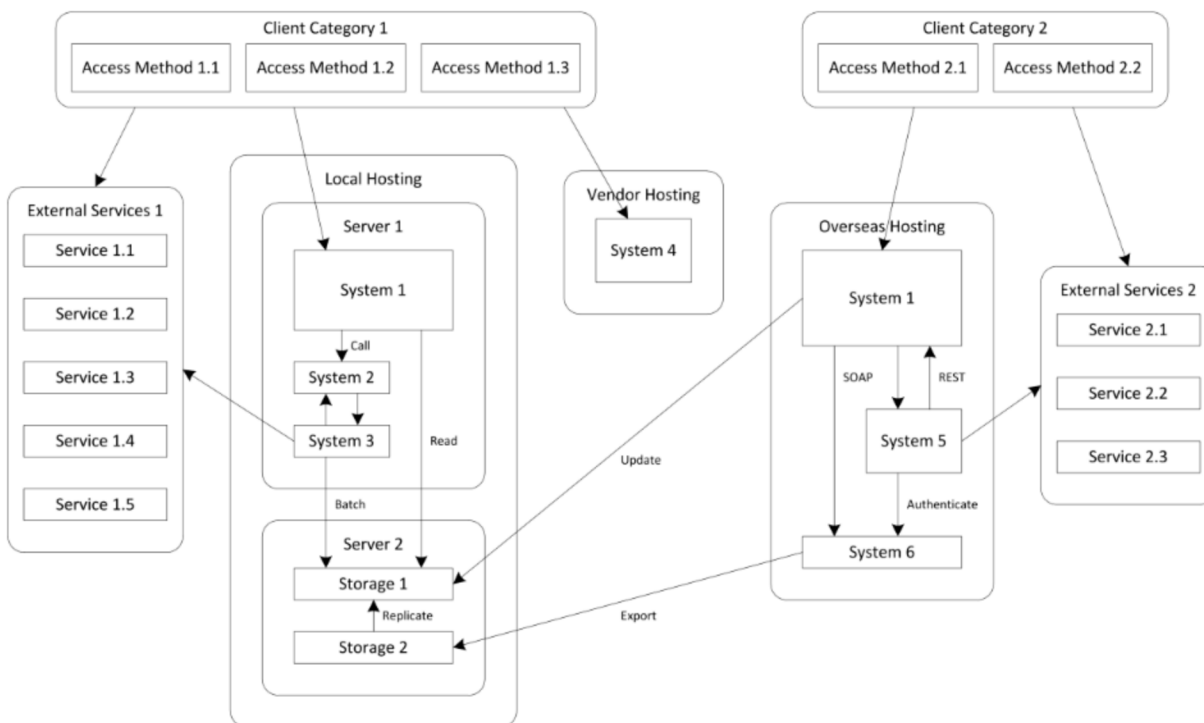 Client Category 1
Access Method 1.1
Access Method 1.2
Access Method 1.3
Client Category 2
Access Method 2.1
Access Method 2.2
External Services 1
Service 1.1
Service 1.2
Service 1.3
Service 1.4
Service 1.5
Local Hosting
Server 1
System 1
Call
System 2
System 3
Read
Batch
Server 2
Storage 1
Replicate
Storage 2
Vendor Hosting
System 4
Update
Export
Overseas Hosting
System 1
SOAP
REST
System 5
Authenticate
System 6
External Services 2
Service 2.1
Service 2.2
Service 2.3